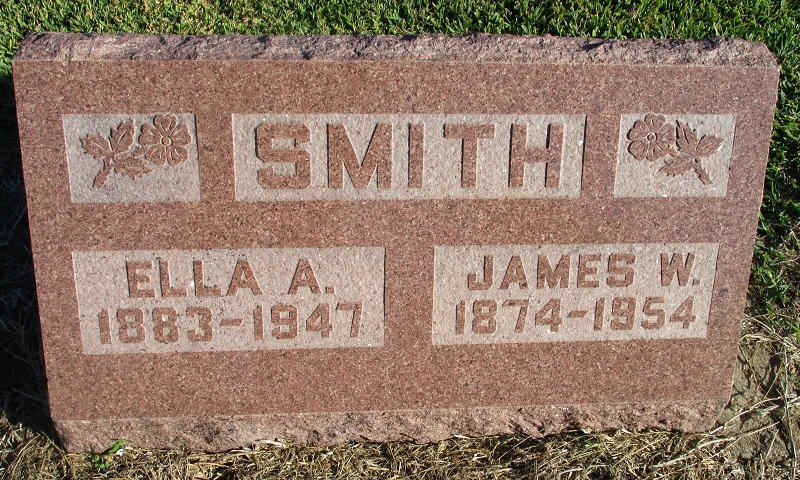 SMITH
ELLA A.
1883-1947
JAMES W.
1874-1954